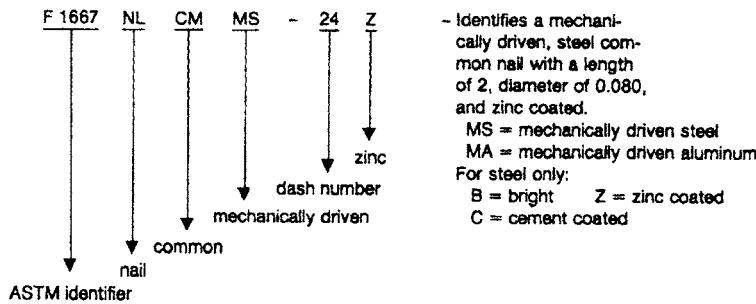 F 1667 NL CM MS - 24 Z
- Identifies a mechani-
cally driven, steel com-
mon nail with a length
of 2, diameter of 0.080,
and zinc coated.
MS = mechanically driven steel
MA = mechanically driven aluminum
For steel only:
B = bright Z = zinc coated
C = cement coated
zinc
dash number
mechanically driven
common
nail
ASTM identifier